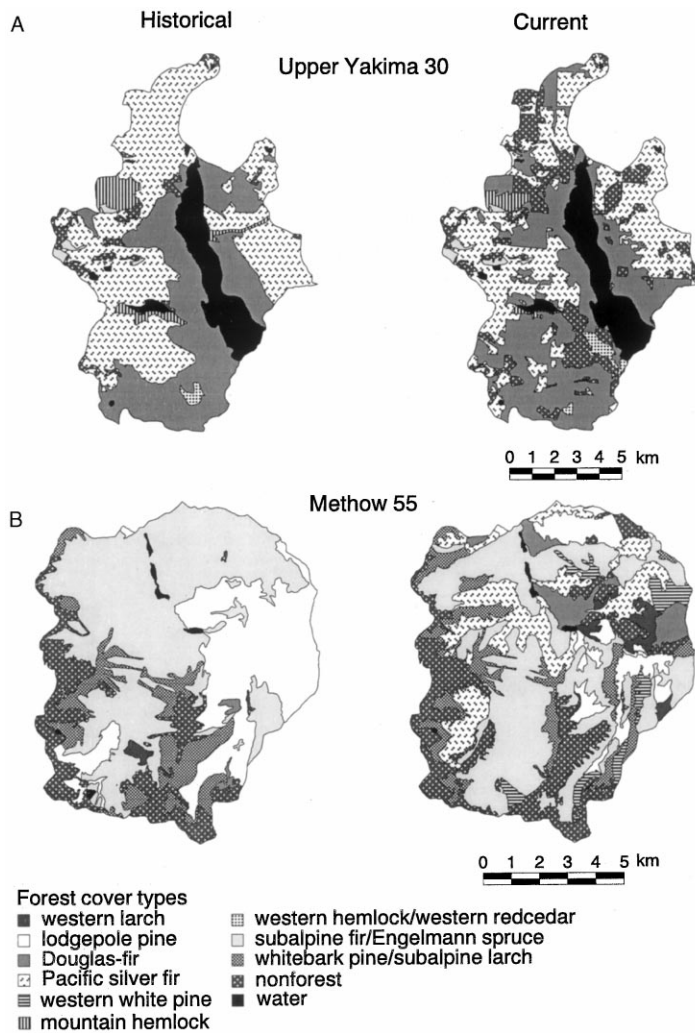 A
Historical Current
Upper Yakima 30
0 1 2 3 4 5 km
B
Methow 55
0 1 2 3 4 5 km
Forest cover types
western larch
lodgepole pine
Douglas-fir
Pacific silver fir
western white pine
mountain hemlock
western hemlock/western redcedar
subalpine fir/Engelmann spruce
whitebark pine/subalpine larch
nonforest
water